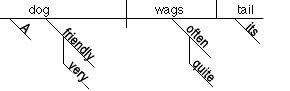 dog wags tail
A friendly often its
very quite